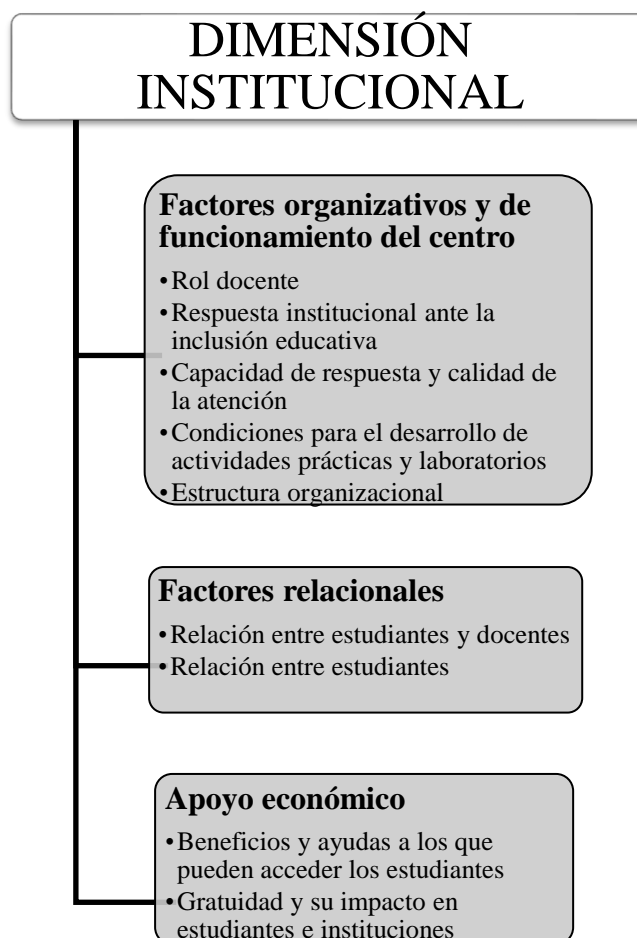 DIMENSIÓN
INSTITUCIONAL
Factores organizativos y de
funcionamiento del centro
•Rol docente
•Respuesta institucional ante la
inclusión educativa
•Capacidad de respuesta y calidad de
la atención
•Condiciones para el desarrollo de
actividades prácticas y laboratorios
•Estructura organizacional
Factores relacionales
•Relación entre estudiantes y docentes
•Relación entre estudiantes
Apoyo económico
•Beneficios y ayudas a los que
pueden acceder los estudiantes
•Gratuidad y su impacto en
estudiantes e instituciones